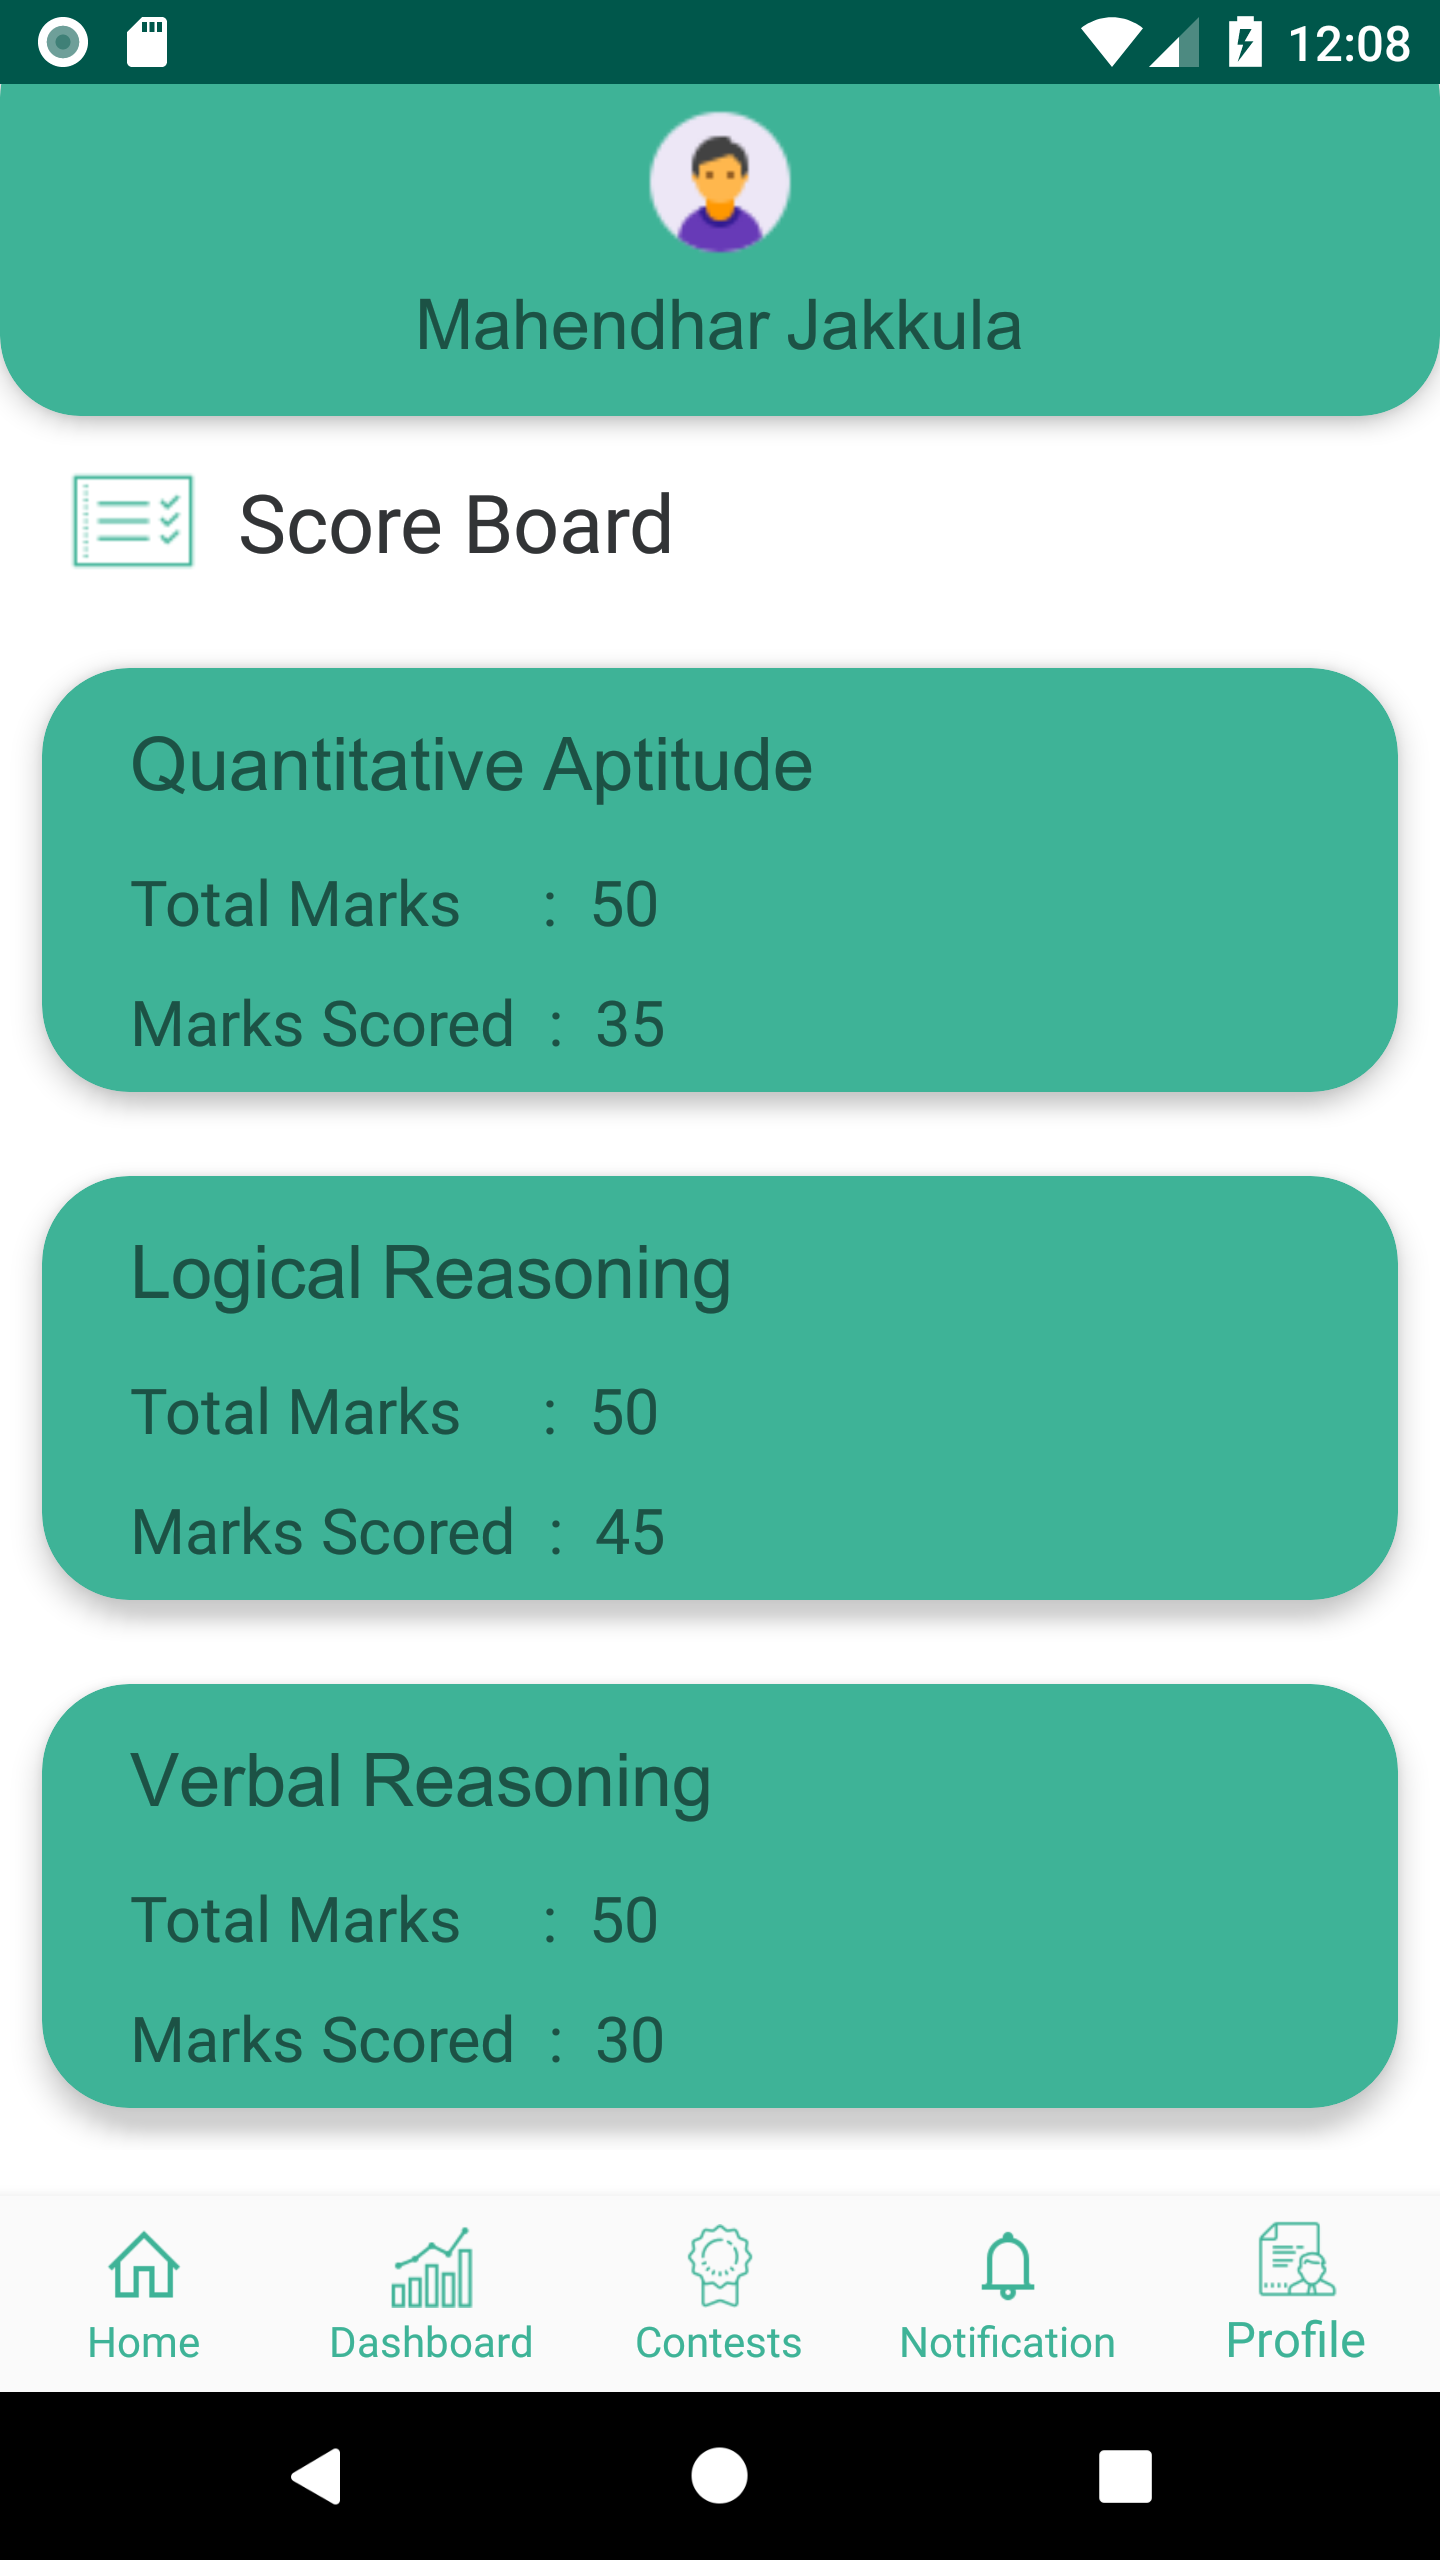 12:08
Mahendhar Jakkula
Score Board
Quantitative Aptitude
Total Marks : 50
Marks Scored : 35
Logical Reasoning
Total Marks : 50
Marks Scored : 45
Verbal Reasoning
Total Marks : 50
Marks Scored : 30
Home Dashboard Contests Notification Profile